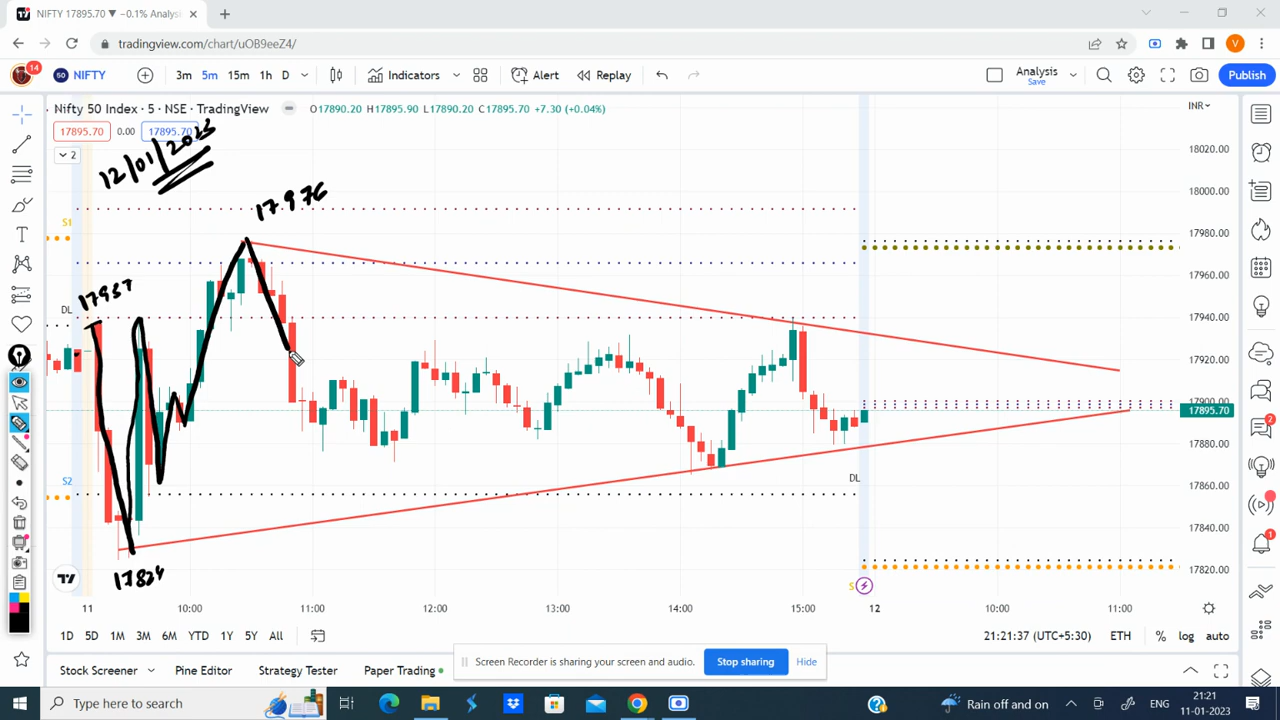 NIFTY 17895.70 ▼ −0.1% Analysis
tradingview.com/chart/uOB9eeZ4/
V
14
50 NIFTY
3m 5m 15m 1h D
Indicators
Alert
Replay
Analysis
Save
Publish
Nifty 50 Index · 5 · NSE · TradingView
O17890.20 H17895.90 L17890.20 C17895.70 +7.30 (+0.04%)
INR
17895.70 0.00 17895.70
2
12/01/2023
17976
17937
17824
S1
DL
S2
DL
S
18020.00
18000.00
17980.00
17960.00
17940.00
17920.00
17900.00
17895.70
17880.00
17860.00
17840.00
17820.00
11 10:00 11:00 12:00 13:00 14:00 15:00 12 10:00 11:00
2
1
1D 5D 1M 3M 6M YTD 1Y 5Y All
21:21:37 (UTC+5:30) ETH % log auto
Screen Recorder is sharing your screen and audio. Stop sharing Hide
Stock Screener Pine Editor Strategy Tester Paper Trading
Type here to search
Rain off and on
ENG
21:21
11-01-2023